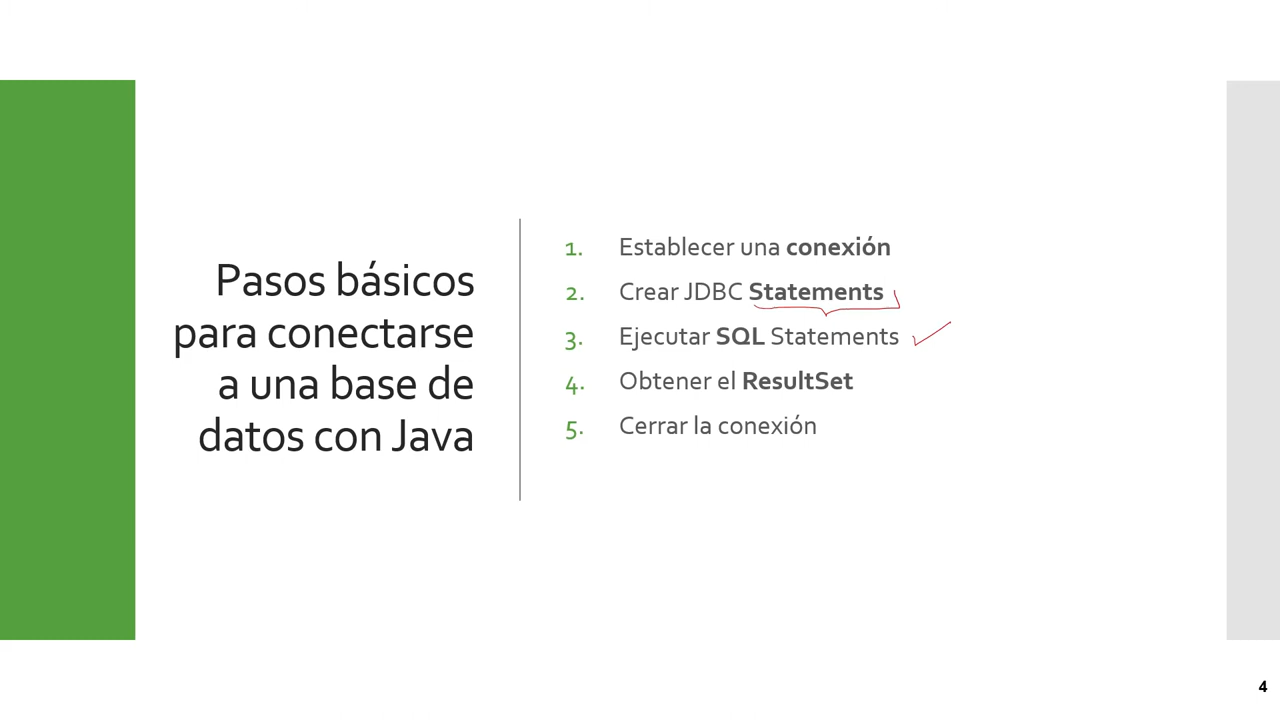 Pasos básicos
para conectarse
a una base de
datos con Java
1. Establecer una conexión
2. Crear JDBC Statements
3. Ejecutar SQL Statements
4. Obtener el ResultSet
5. Cerrar la conexión
4